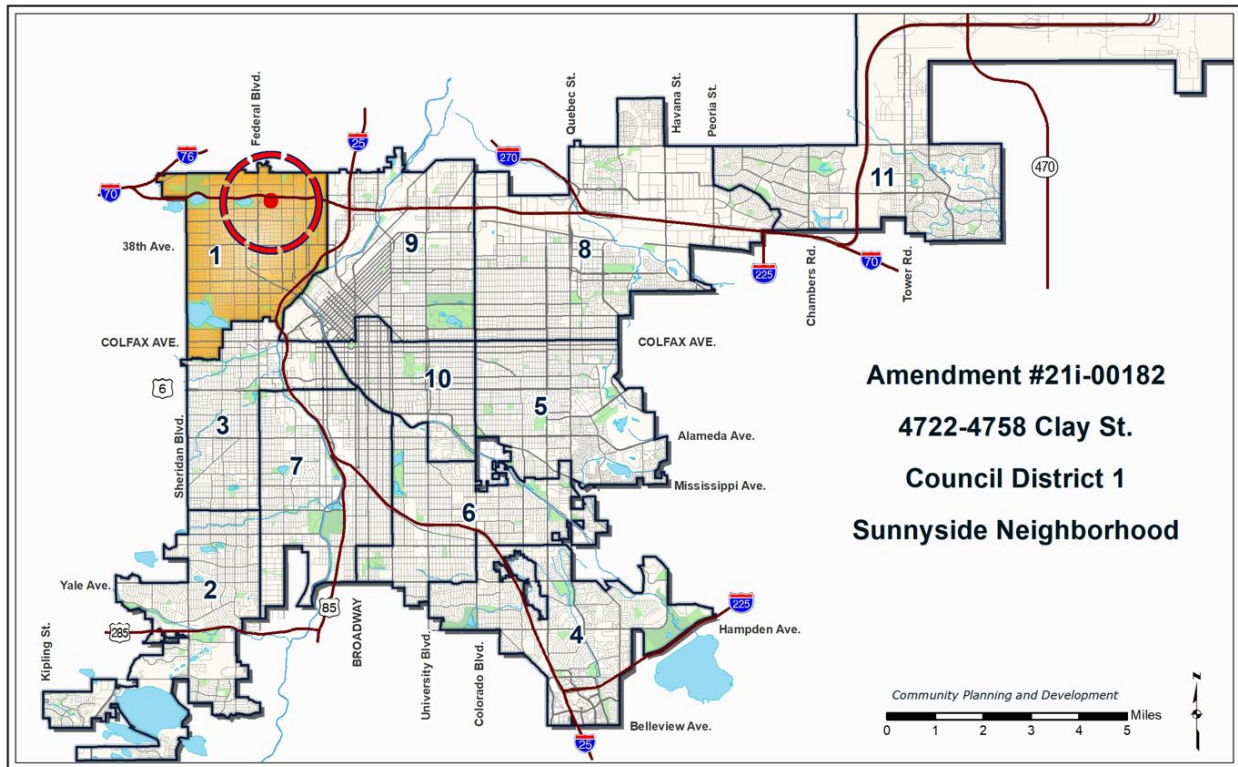 Federal Blvd.
25
Quebec St.
Havana St.
Peoria St.
76
270
70
11
470
38th Ave.
1
9
8
225
Chambers Rd.
70
Tower Rd.
COLFAX AVE.
COLFAX AVE.
6
10
5
3
Sheridan Blvd.
7
Alameda Ave.
Mississippi Ave.
6
Amendment #21i-00182
4722-4758 Clay St.
Council District 1
Sunnyside Neighborhood
Yale Ave.
2
85
BROADWAY
285
Kipling St.
University Blvd.
Colorado Blvd.
4
225
Hampden Ave.
Belleview Ave.
25
Community Planning and Development
Miles
0 1 2 3 4 5
N